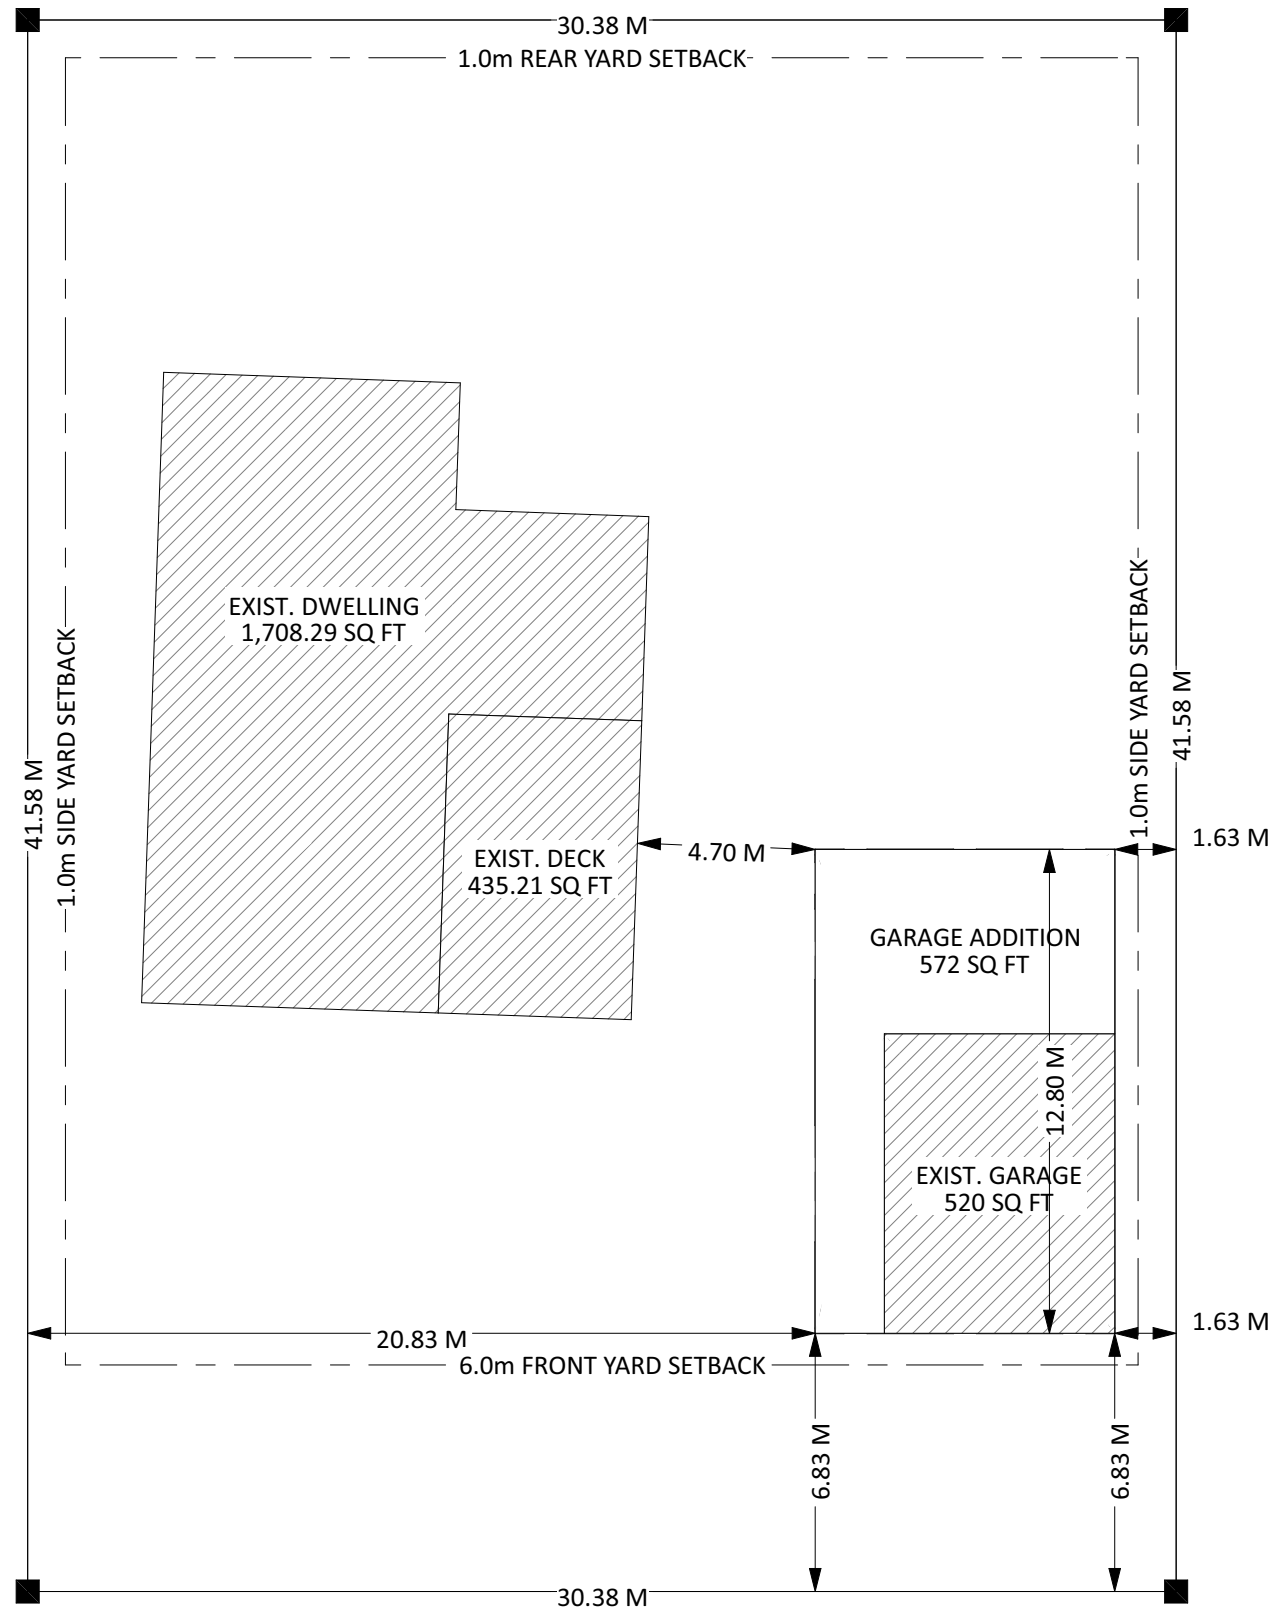 30.38 M
1.0m REAR YARD SETBACK
EXIST. DWELLING
1,708.29 SQ FT
1.0m SIDE YARD SETBACK
41.58 M
1.0m SIDE YARD SETBACK
41.58 M
EXIST. DECK
435.21 SQ FT
4.70 M
1.63 M
GARAGE ADDITION
572 SQ FT
12.80 M
EXIST. GARAGE
520 SQ FT
20.83 M
1.63 M
6.0m FRONT YARD SETBACK
6.83 M
6.83 M
30.38 M